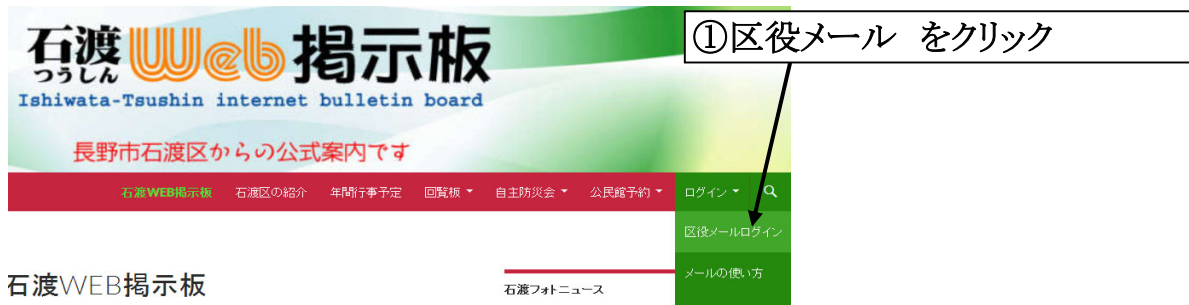 ①区役メール をクリック
石渡Web掲示板
つうしん
Ishiwata-Tsushin internet bulletin board
長野市石渡区からの公式案内です
石渡WEB掲示板 石渡区の紹介 年間行事予定 回覧板 自主防災会 公民館予約 ログイン
区役メールログイン
メールの使い方
石渡WEB掲示板
石渡フォトニュース